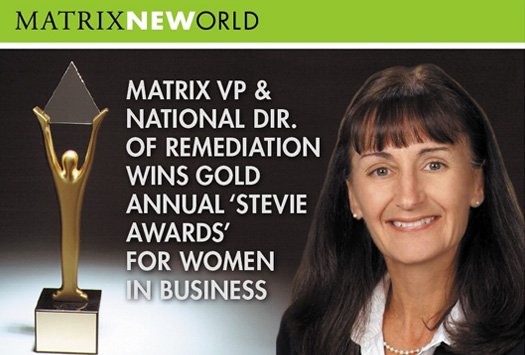 MATRIXNEWORLD
MATRIX VP &
NATIONAL DIR.
OF REMEDIATION
WINS GOLD
ANNUAL ‘STEVIE
AWARDS‘
FOR WOMEN
IN BUSINESS